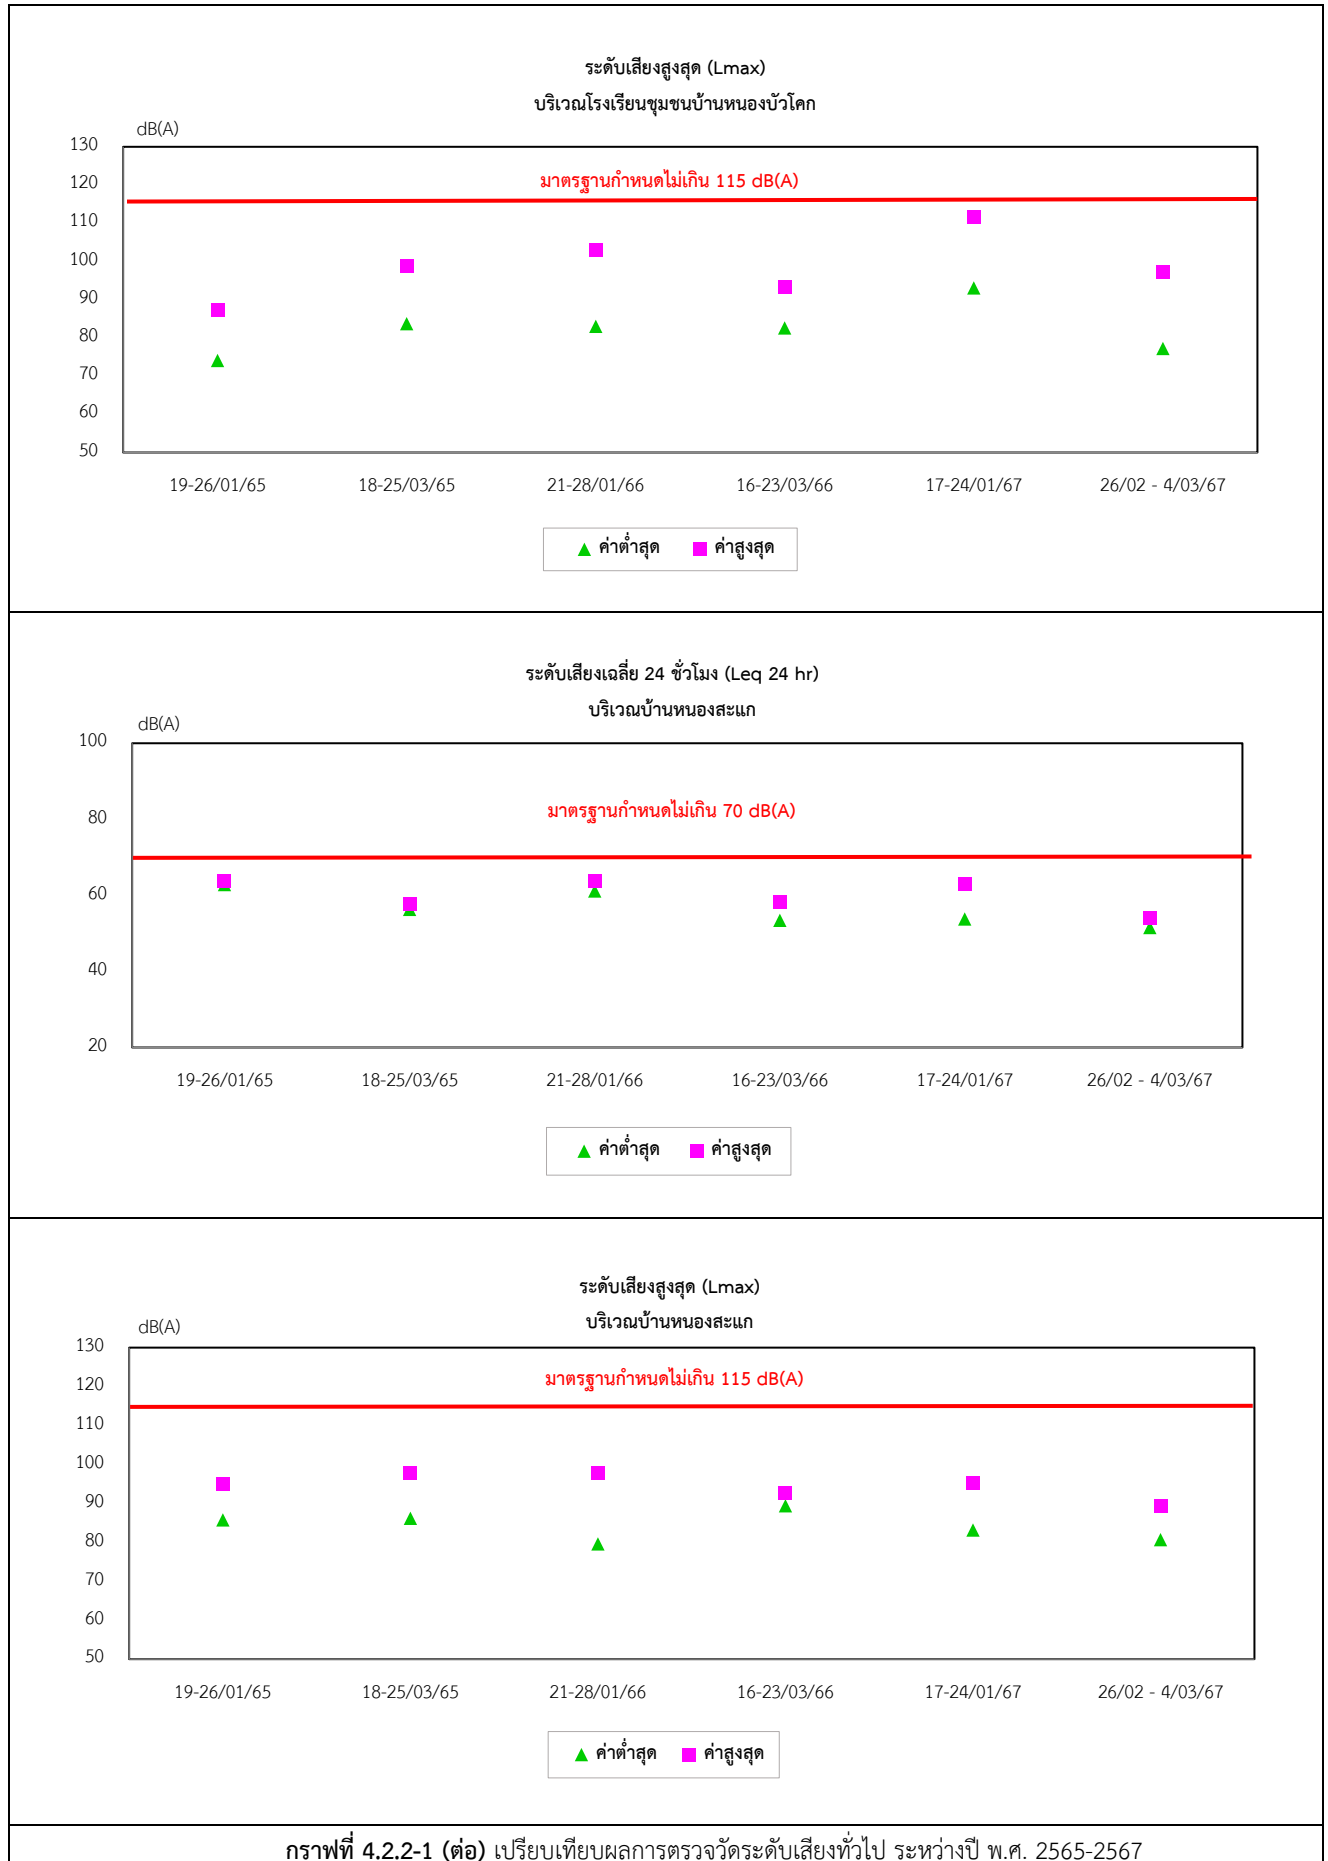 ระดับเสียงสูงสุด (Lmax)
บริเวณโรงเรียนชุมชนบ้านหนองบัวโคก
dB(A)
130
120
110
100
90
80
70
60
50
มาตรฐานกำหนดไม่เกิน 115 dB(A)
19-26/01/65 18-25/03/65 21-28/01/66 16-23/03/66 17-24/01/67 26/02 - 4/03/67
ค่าต่ำสุด ค่าสูงสุด
ระดับเสียงเฉลี่ย 24 ชั่วโมง (Leq 24 hr)
บริเวณบ้านหนองสะแก
dB(A)
100
80
60
40
20
มาตรฐานกำหนดไม่เกิน 70 dB(A)
19-26/01/65 18-25/03/65 21-28/01/66 16-23/03/66 17-24/01/67 26/02 - 4/03/67
ค่าต่ำสุด ค่าสูงสุด
ระดับเสียงสูงสุด (Lmax)
บริเวณบ้านหนองสะแก
dB(A)
130
120
110
100
90
80
70
60
50
มาตรฐานกำหนดไม่เกิน 115 dB(A)
19-26/01/65 18-25/03/65 21-28/01/66 16-23/03/66 17-24/01/67 26/02 - 4/03/67
ค่าต่ำสุด ค่าสูงสุด
กราฟที่ 4.2.2-1 (ต่อ) เปรียบเทียบผลการตรวจวัดระดับเสียงทั่วไป ระหว่างปี พ.ศ. 2565-2567